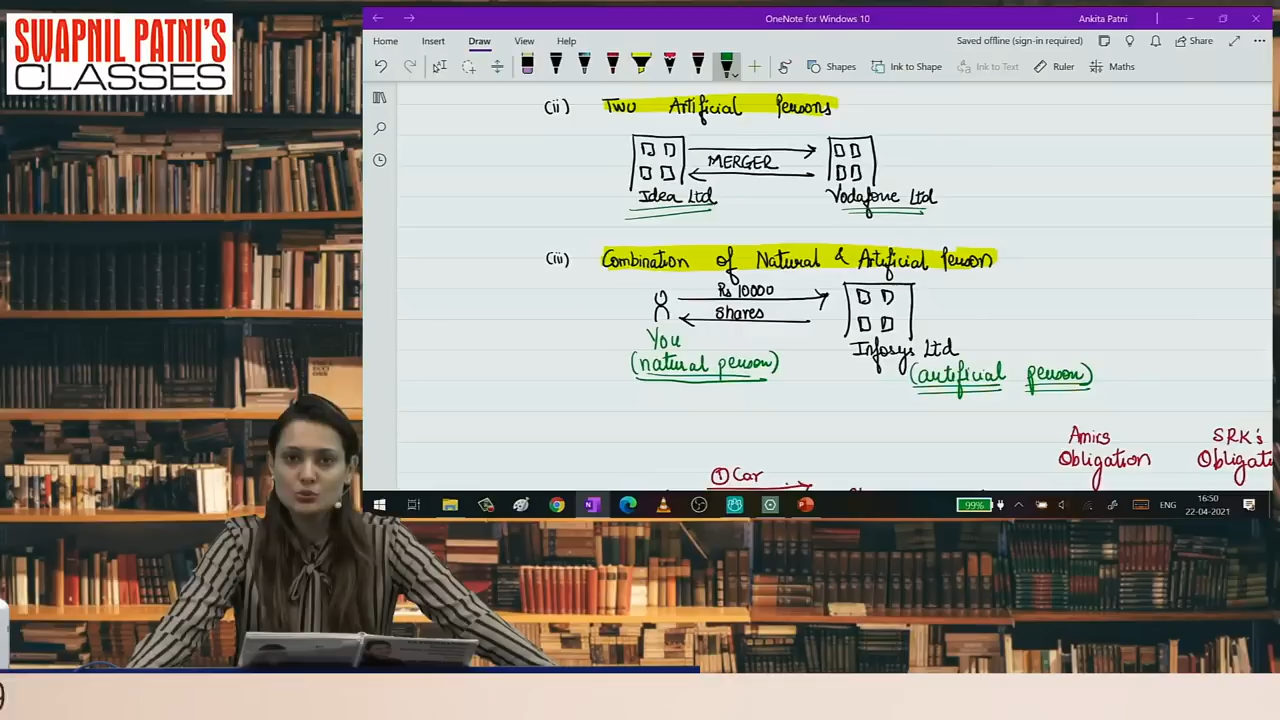 SWAPNIL PATNI'S
CLASSES
OneNote for Windows 10
Ankita Patni
Home Insert Draw View Help
Saved offline (sign-in required)
Share
Shapes Ink to Shape Ink to Text Ruler Maths
(ii) Two Artificial Persons
MERGER
Idea Ltd
Vodafone Ltd
(iii) Combination of Natural & Artificial Person
Rs 10000
Shares
You
(natural person)
Infosys Ltd
(artificial person)
Amirs
Obligation
SRK's
Obligati
① Car
99%
ENG
16:50
22-04-2021
9